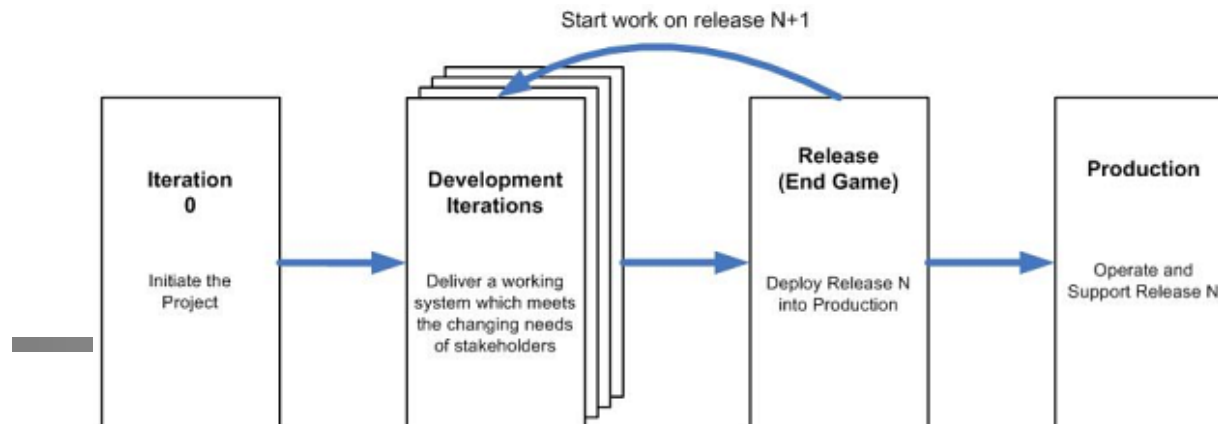 Start work on release N+1
Iteration
0
Initiate the
Project
Development
Iterations
Deliver a working
system which meets
the changing needs
of stakeholders
Release
(End Game)
Deploy Release N
into Production
Production
Operate and
Support Release N